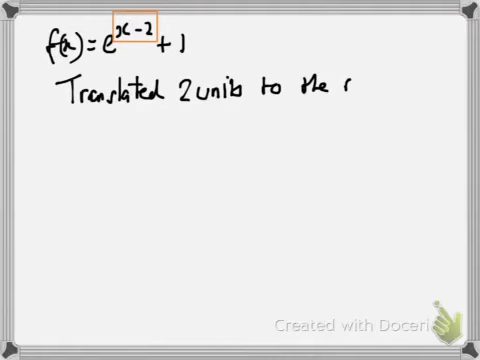 f(x) = e^{x-2} + 1
Translated 2 units to the r
Created with Doceri